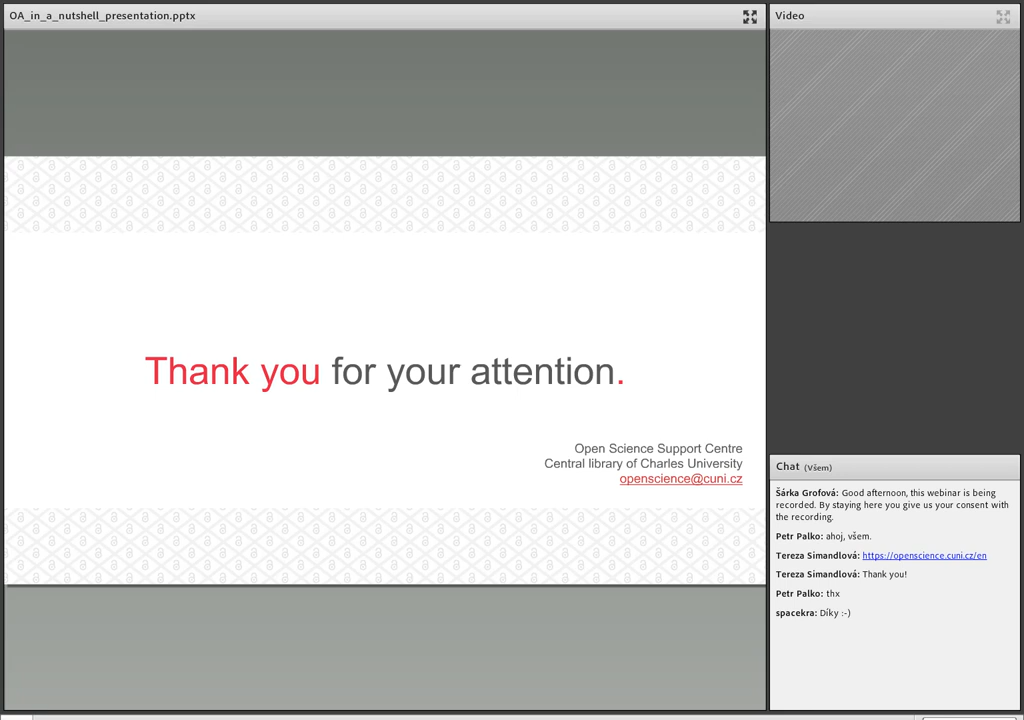 OA_in_a_nutshell_presentation.pptx
Video
Thank you for your attention.
Open Science Support Centre
Central library of Charles University
openscience@cuni.cz
Chat (Všem)
Šárka Grofová: Good afternoon, this webinar is being
recorded. By staying here you give us your consent with
the recording.
Petr Palko: ahoj, všem.
Tereza Simandlová: https://openscience.cuni.cz/en
Tereza Simandlová: Thank you!
Petr Palko: thx
spacekra: Díky :-)